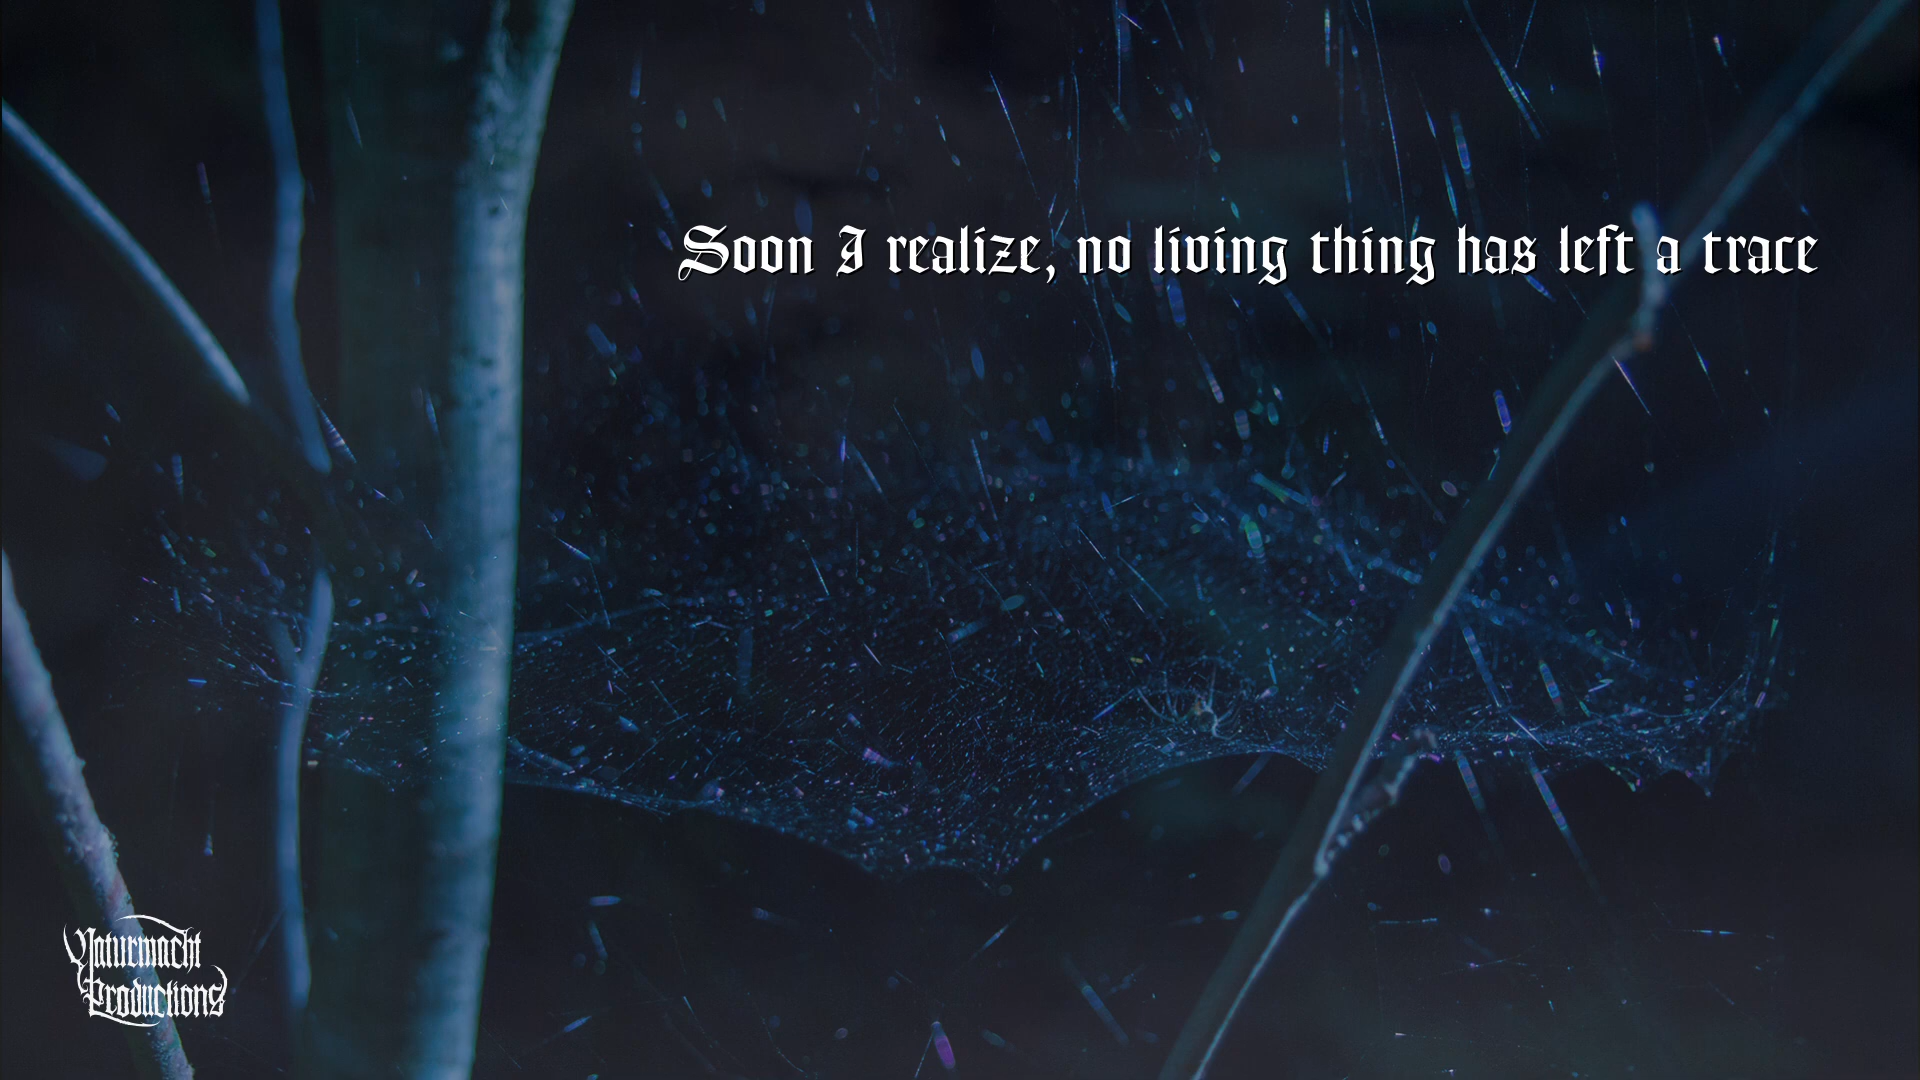 Soon I realize, no living thing has left a trace
Naturmacht
Productions